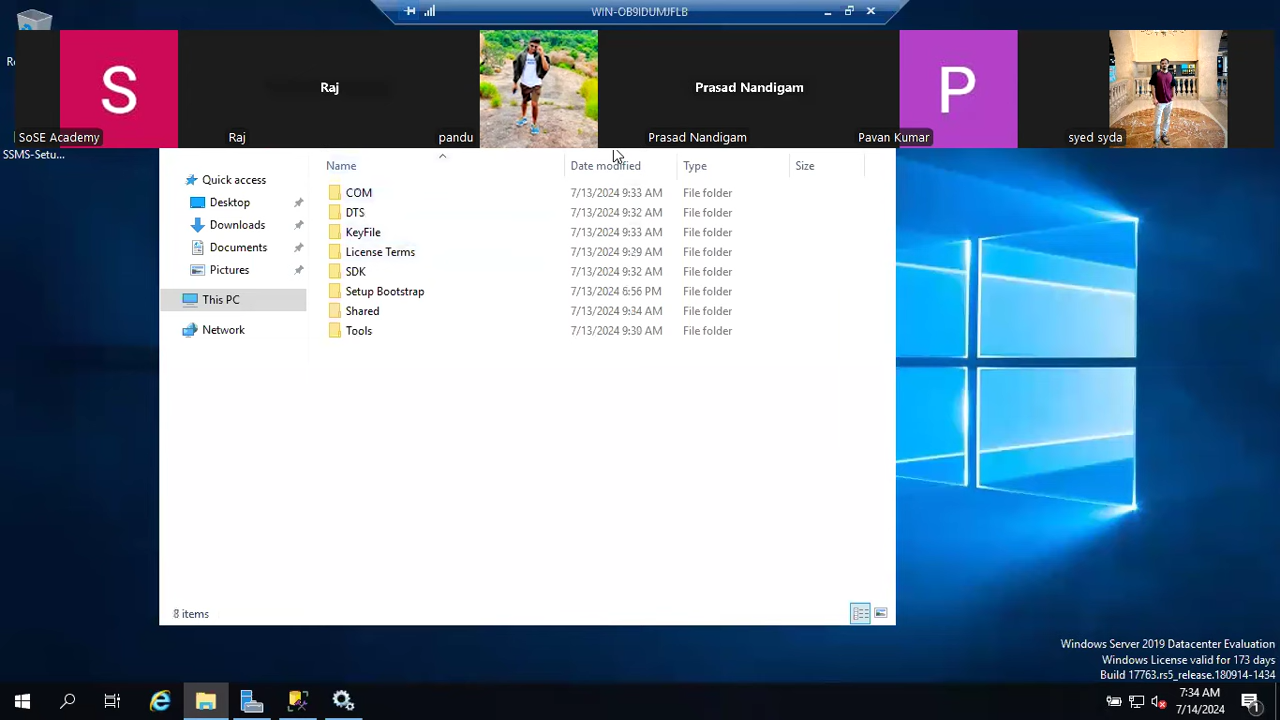 WIN-OB9IDUMJFLB
S
Raj
Prasad Nandigam
P
SoSE Academy
Raj
pandu
Prasad Nandigam
Pavan Kumar
syed syda
SSMS-Setu...
Name
Date modified
Type
Size
Quick access
Desktop
Downloads
Documents
Pictures
This PC
Network
COM 7/13/2024 9:33 AM File folder
DTS 7/13/2024 9:32 AM File folder
KeyFile 7/13/2024 9:33 AM File folder
License Terms 7/13/2024 9:29 AM File folder
SDK 7/13/2024 9:32 AM File folder
Setup Bootstrap 7/13/2024 6:56 PM File folder
Shared 7/13/2024 9:34 AM File folder
Tools 7/13/2024 9:30 AM File folder
8 items
Windows Server 2019 Datacenter Evaluation
Windows License valid for 173 days
Build 17763.rs5_release.180914-1434
7:34 AM
7/14/2024
1